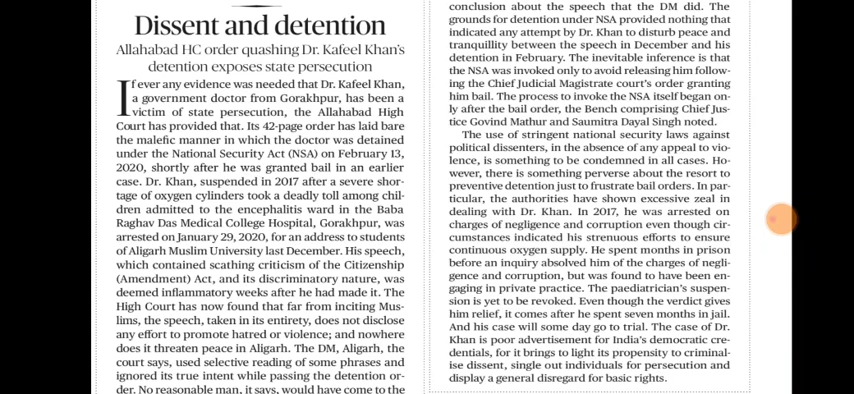 Dissent and detention
Allahabad HC order quashing Dr. Kafeel Khan's
detention exposes state persecution
If ever any evidence was needed that Dr. Kafeel Khan,
a government doctor from Gorakhpur, has been a
victim of state persecution, the Allahabad High
Court has provided that. Its 42-page order has laid bare
the malefic manner in which the doctor was detained
under the National Security Act (NSA) on February 13,
2020, shortly after he was granted bail in an earlier
case. Dr. Khan, suspended in 2017 after a severe shor-
tage of oxygen cylinders took a deadly toll among chil-
dren admitted to the encephalitis ward in the Baba
Raghav Das Medical College Hospital, Gorakhpur, was
arrested on January 29, 2020, for an address to students
of Aligarh Muslim University last December. His speech,
which contained scathing criticism of the Citizenship
(Amendment) Act, and its discriminatory nature, was
deemed inflammatory weeks after he had made it. The
High Court has now found that far from inciting Mus-
lims, the speech, taken in its entirety, does not disclose
any effort to promote hatred or violence; and nowhere
does it threaten peace in Aligarh. The DM, Aligarh, the
court says, used selective reading of some phrases and
ignored its true intent while passing the detention or-
der. No reasonable man, it says, would have come to the
conclusion about the speech that the DM did. The
grounds for detention under NSA provided nothing that
indicated any attempt by Dr. Khan to disturb peace and
tranquillity between the speech in December and his
detention in February. The inevitable inference is that
the NSA was invoked only to avoid releasing him follow-
ing the Chief Judicial Magistrate court's order granting
him bail. The process to invoke the NSA itself began on-
ly after the bail order, the Bench comprising Chief Jus-
tice Govind Mathur and Saumitra Dayal Singh noted.
The use of stringent national security laws against
political dissenters, in the absence of any appeal to vio-
lence, is something to be condemned in all cases. Ho-
wever, there is something perverse about the resort to
preventive detention just to frustrate bail orders. In par-
ticular, the authorities have shown excessive zeal in
dealing with Dr. Khan. In 2017, he was arrested on
charges of negligence and corruption even though cir-
cumstances indicated his strenuous efforts to ensure
continuous oxygen supply. He spent months in prison
before an inquiry absolved him of the charges of negli-
gence and corruption, but was found to have been en-
gaging in private practice. The paediatrician's suspen-
sion is yet to be revoked. Even though the verdict gives
him relief, it comes after he spent seven months in jail.
And his case will some day go to trial. The case of Dr.
Khan is poor advertisement for India's democratic cre-
dentials, for it brings to light its propensity to criminal-
ise dissent, single out individuals for persecution and
display a general disregard for basic rights.